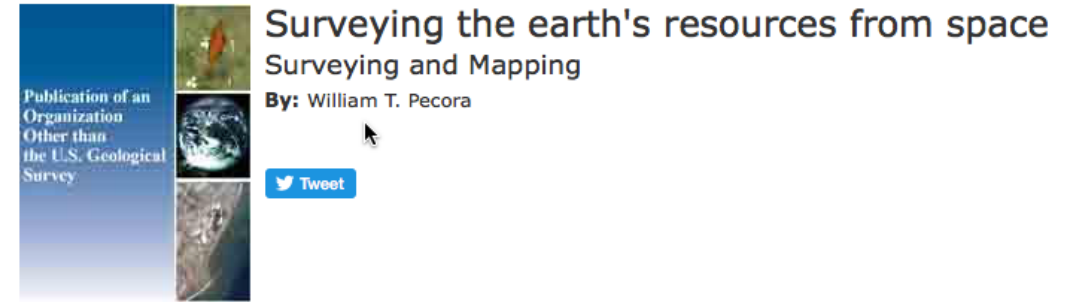 Surveying the earth's resources from space
Surveying and Mapping
By: William T. Pecora
Publication of an
Organization
Other than
the U.S. Geological
Survey
Tweet